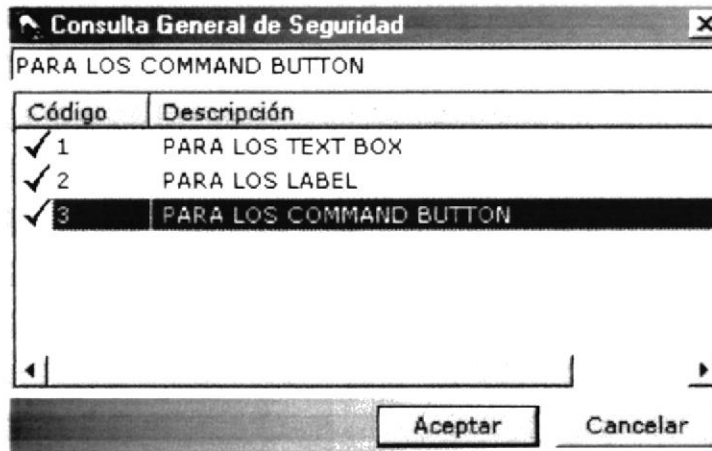 Consulta General de Seguridad
PARA LOS COMMAND BUTTON
Código Descripción
1 PARA LOS TEXT BOX
2 PARA LOS LABEL
3 PARA LOS COMMAND BUTTON
Aceptar Cancelar